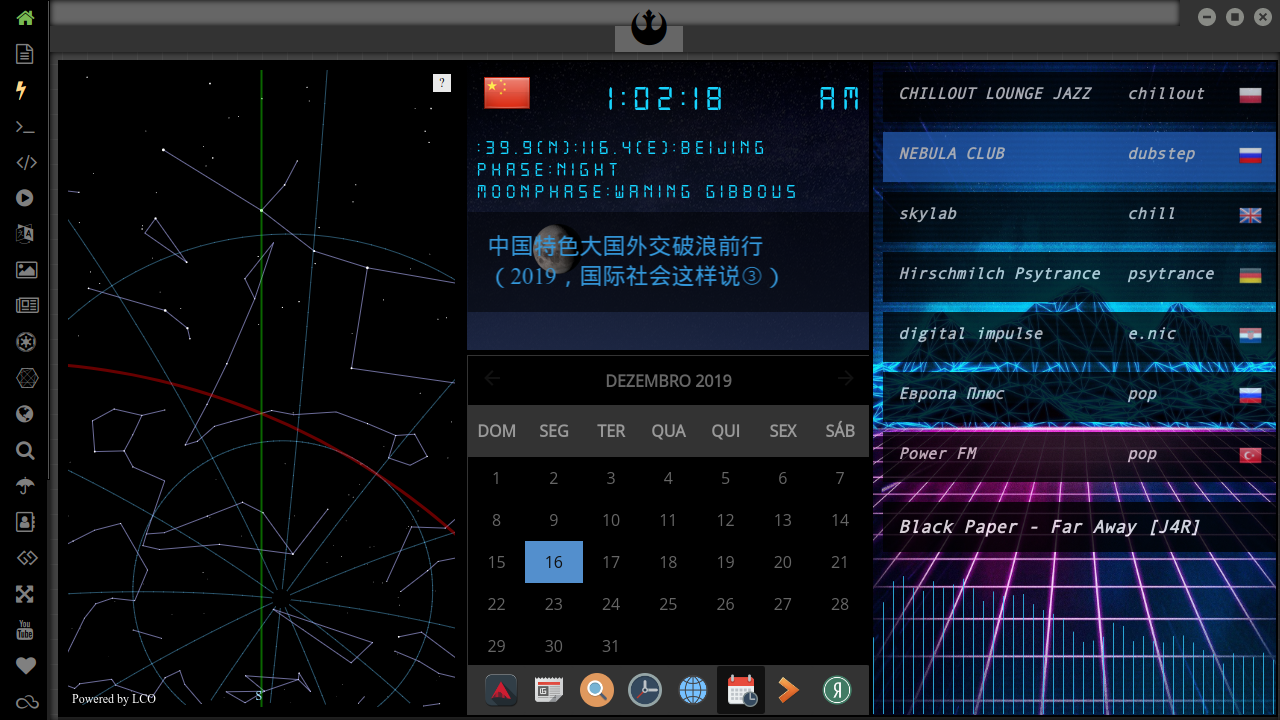 ?
1:02:18 AM
:39.9(N):116.4(E):BEIJING
PHASE:NIGHT
MOONPHASE:WANING GIBBOUS
中国特色大国外交破浪前行
（2019，国际社会这样说③）
DEZEMBRO 2019
DOM SEG TER QUA QUI SEX SÁB
1 2 3 4 5 6 7
8 9 10 11 12 13 14
15 16 17 18 19 20 21
22 23 24 25 26 27 28
29 30 31
CHILLOUT LOUNGE JAZZ chillout
NEBULA CLUB dubstep
skylab chill
Hirschmilch Psytrance psytrance
digital impulse e.nic
Европа Плюс pop
Power FM pop
Black Paper - Far Away [J4R]
Powered by LCO
S
You
Tube
Я